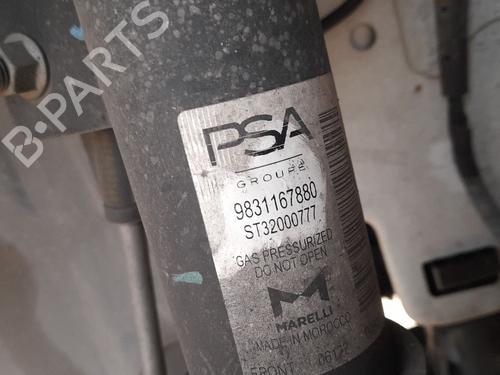 B-PARTS
PSA
GROUPE
9831167880
ST32000777
GAS PRESSURIZED
DO NOT OPEN
MARELLI
MADE IN MOROCCO
FRONT